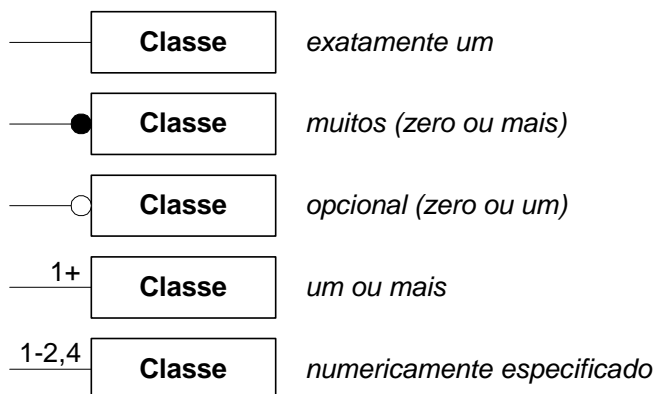 Classe exatamente um
Classe muitos (zero ou mais)
Classe opcional (zero ou um)
1+ Classe um ou mais
1-2,4 Classe numericamente especificado